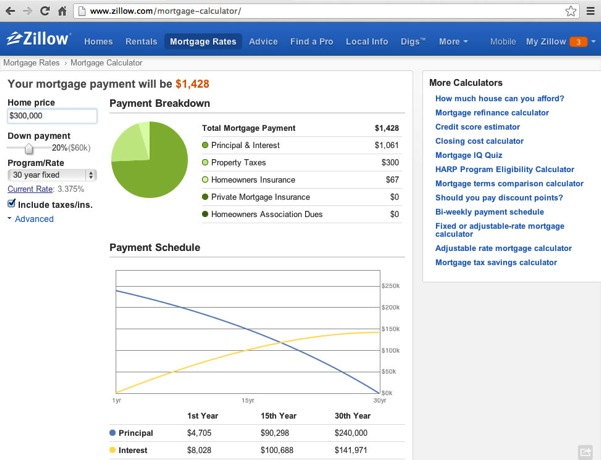 www.zillow.com/mortgage-calculator/
Zillow® Homes Rentals Mortgage Rates Advice Find a Pro Local Info Digs™ More Mobile My Zillow 3
Mortgage Rates › Mortgage Calculator
Your mortgage payment will be $1,428
Home price
$300,000
Down payment
20%($60k)
Program/Rate
30 year fixed
Current Rate: 3.375%
Include taxes/ins.
Advanced
Payment Breakdown
Total Mortgage Payment $1,428
Principal & Interest $1,061
Property Taxes $300
Homeowners Insurance $67
Private Mortgage Insurance $0
Homeowners Association Dues $0
Payment Schedule
$250k
$200k
$150k
$100k
$50k
$0k
1yr 15yr 30yr
1st Year 15th Year 30th Year
Principal $4,705 $90,298 $240,000
Interest $8,028 $100,688 $141,971
More Calculators
How much house can you afford?
Mortgage refinance calculator
Credit score estimator
Closing cost calculator
Mortgage IQ Quiz
HARP Program Eligibility Calculator
Mortgage terms comparison calculator
Should you pay discount points?
Bi-weekly payment schedule
Fixed or adjustable-rate mortgage
calculator
Adjustable rate mortgage calculator
Mortgage tax savings calculator